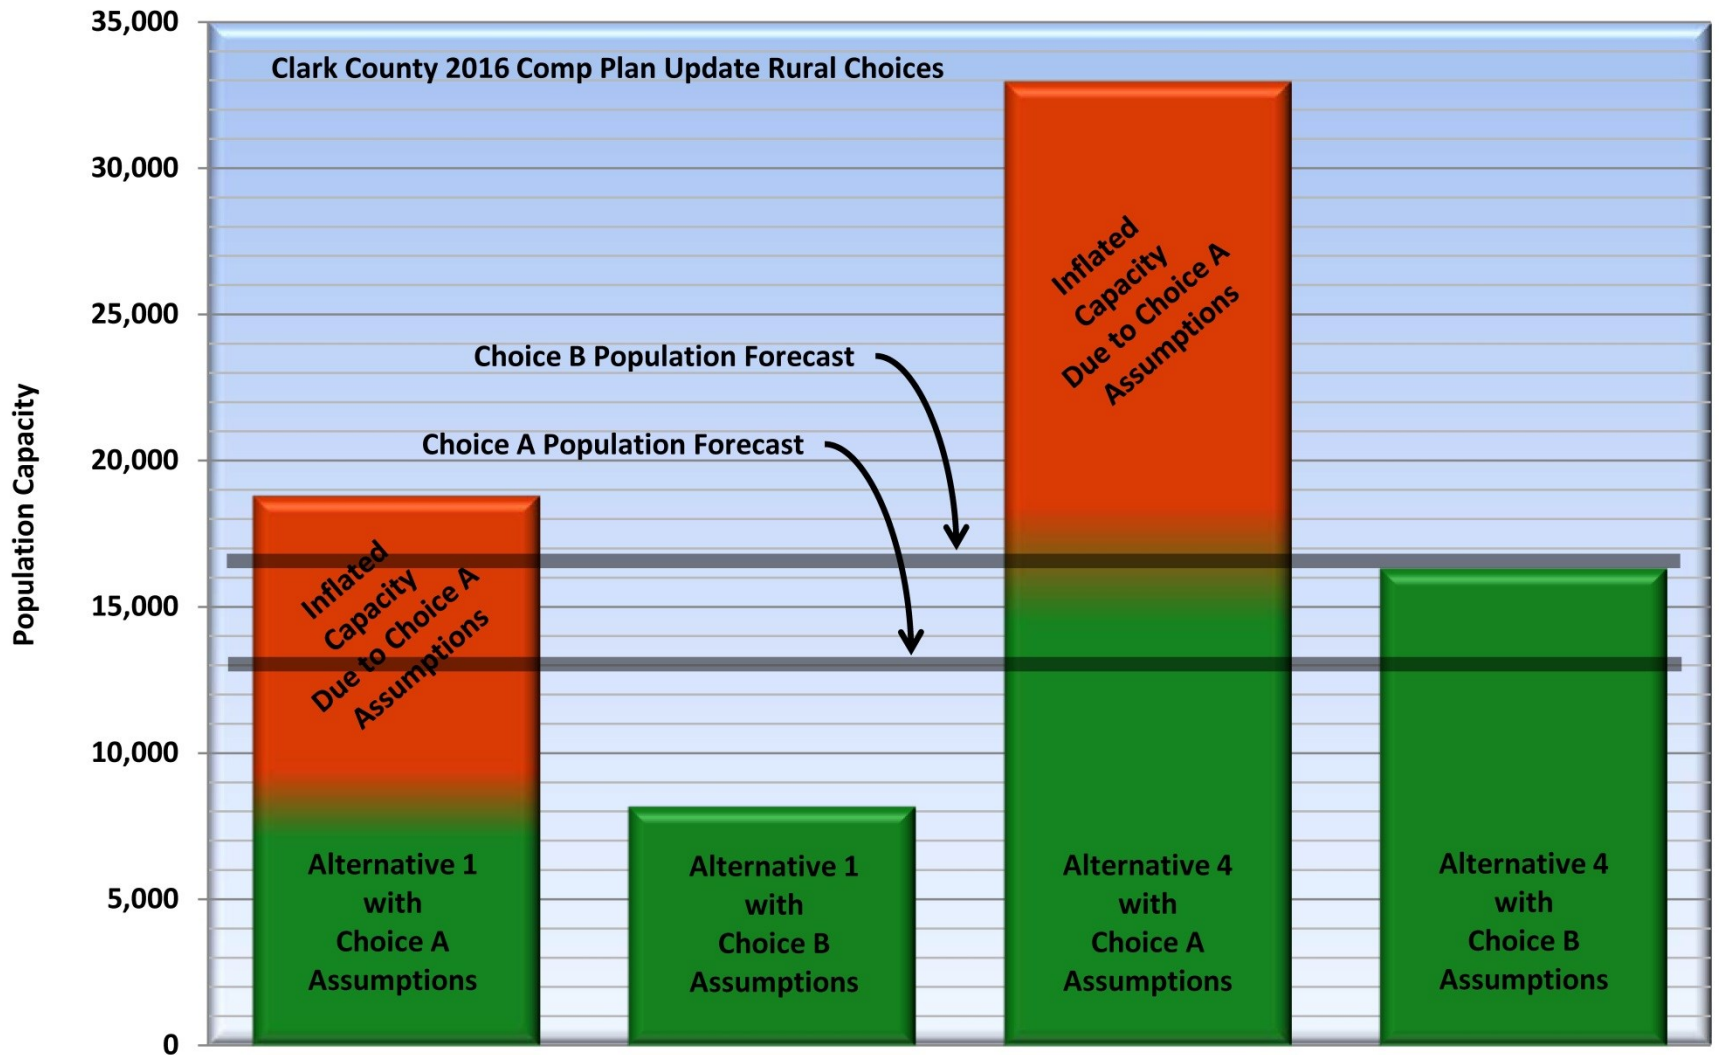 35,000
Clark County 2016 Comp Plan Update Rural Choices
30,000
25,000
20,000
15,000
10,000
5,000
0
Population Capacity
Choice B Population Forecast
Choice A Population Forecast
Inflated
Capacity
Due to Choice A
Assumptions
Inflated
Capacity
Due to Choice A
Assumptions
Alternative 1
with
Choice A
Assumptions
Alternative 1
with
Choice B
Assumptions
Alternative 4
with
Choice A
Assumptions
Alternative 4
with
Choice B
Assumptions